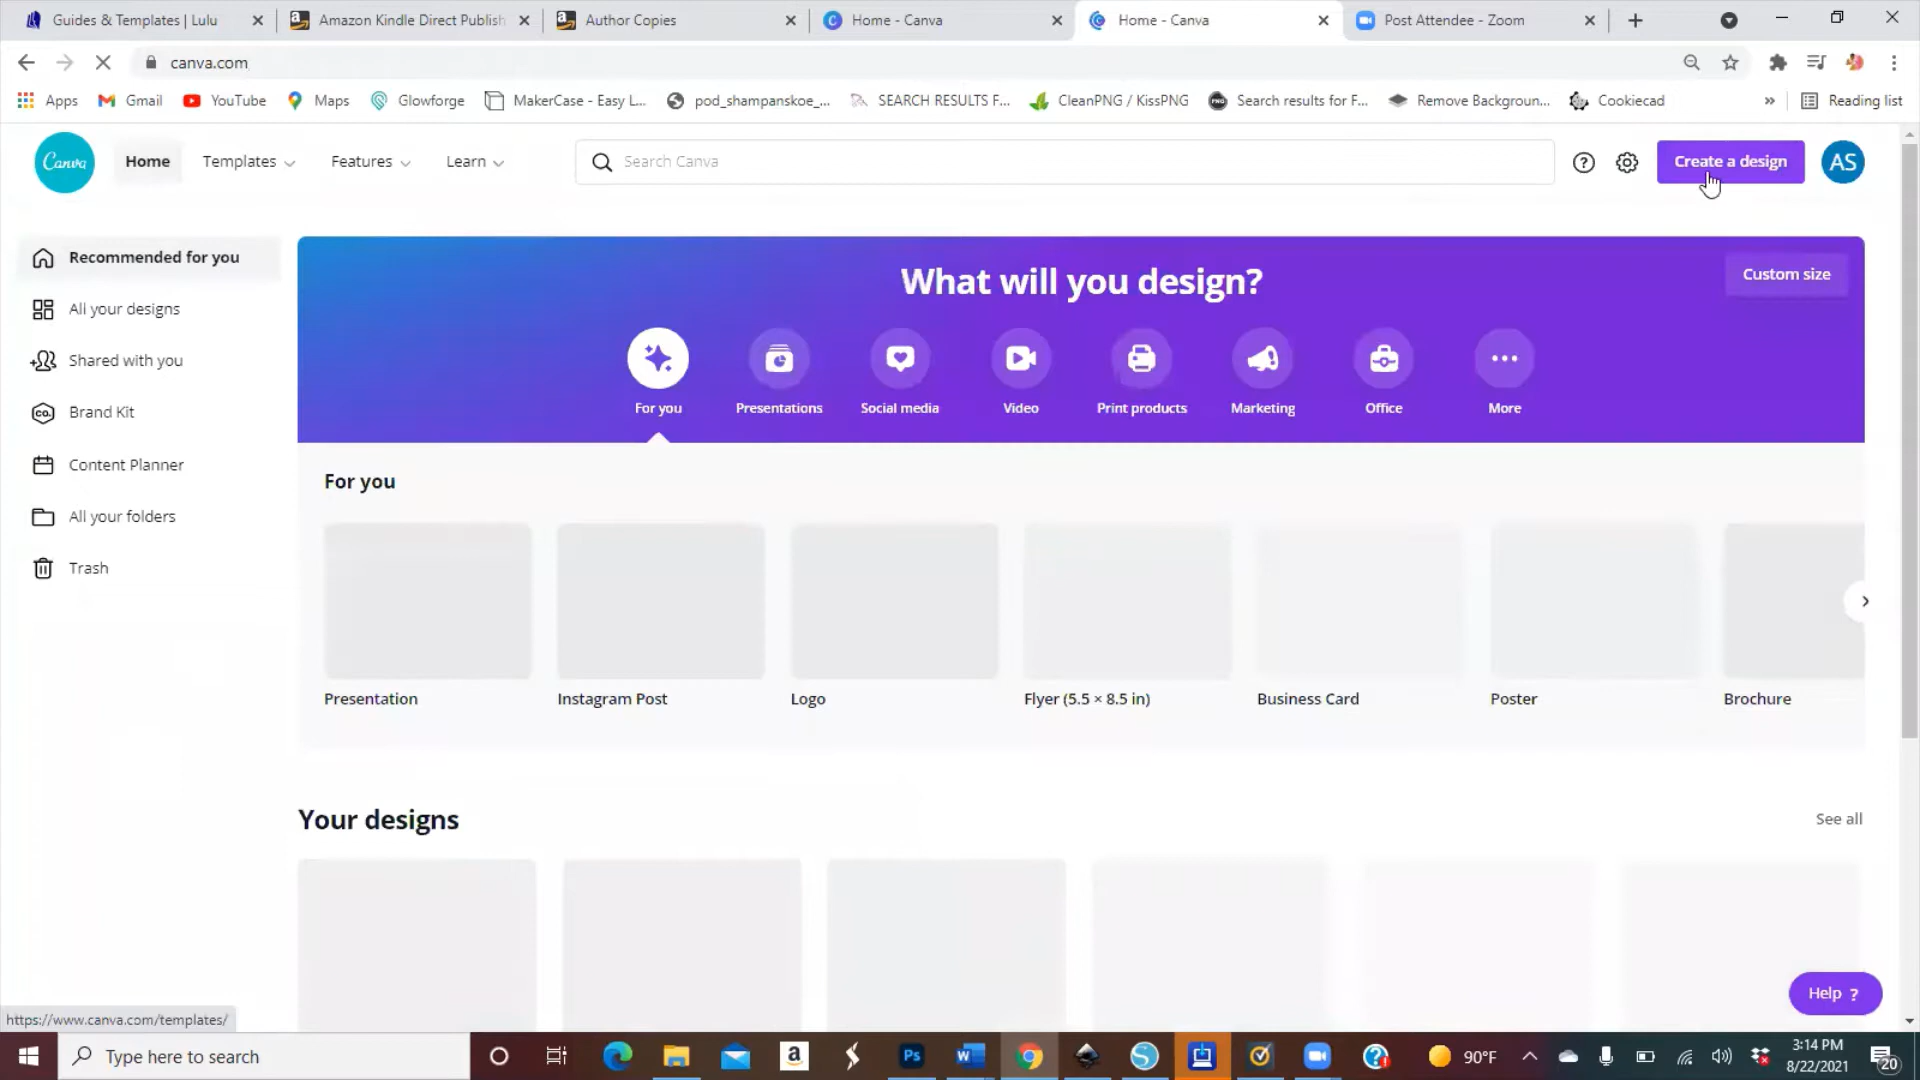 Guides & Templates | Lulu
Amazon Kindle Direct Publish
Author Copies
Home - Canva
Home - Canva
Post Attendee - Zoom
canva.com
Apps
Gmail
YouTube
Maps
Glowforge
MakerCase - Easy L...
pod_shampanskoe_...
SEARCH RESULTS F...
CleanPNG / KissPNG
Search results for F...
Remove Backgroun...
Cookiecad
»
Reading list
Canva
Home
Templates
Features
Learn
Search Canva
Create a design
AS
Recommended for you
All your designs
Shared with you
Brand Kit
Content Planner
All your folders
Trash
What will you design?
Custom size
For you
Presentations
Social media
Video
Print products
Marketing
Office
More
For you
Presentation
Instagram Post
Logo
Flyer (5.5 × 8.5 in)
Business Card
Poster
Brochure
Your designs
See all
Help ?
https://www.canva.com/templates/
Type here to search
90°F
3:14 PM
8/22/2021
20